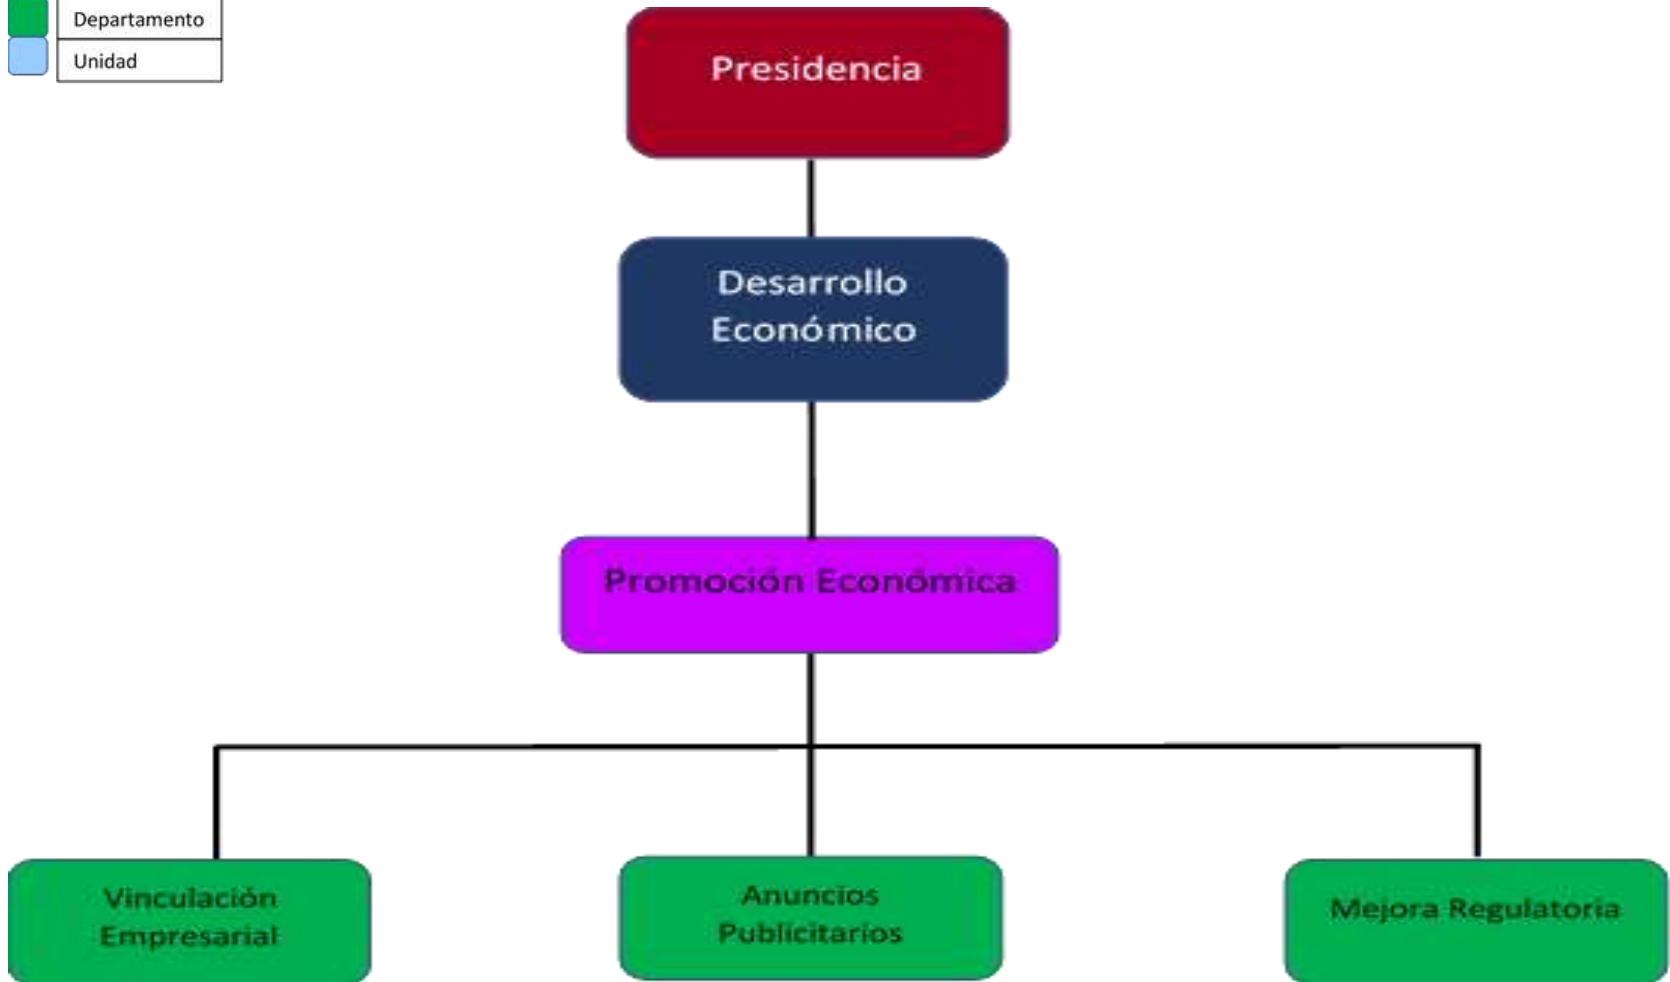 Departamento
Unidad
Presidencia
Desarrollo
Económico
Promoción Económica
Vinculación
Empresarial
Anuncios
Publicitarios
Mejora Regulatoria